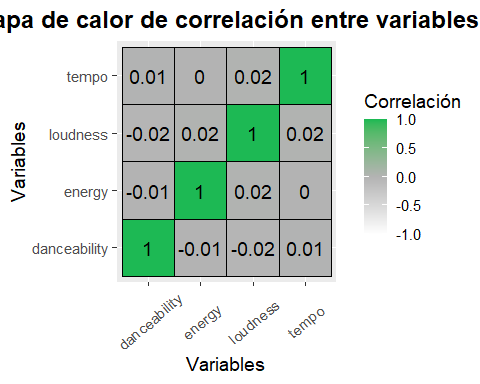 apa de calor de correlación entre variables
Variables
tempo 0.01 0 0.02 1
loudness -0.02 0.02 1 0.02
energy -0.01 1 0.02 0
danceability 1 -0.01 -0.02 0.01
danceability energy loudness tempo
Variables
Correlación
1.0
0.5
0.0
-0.5
-1.0